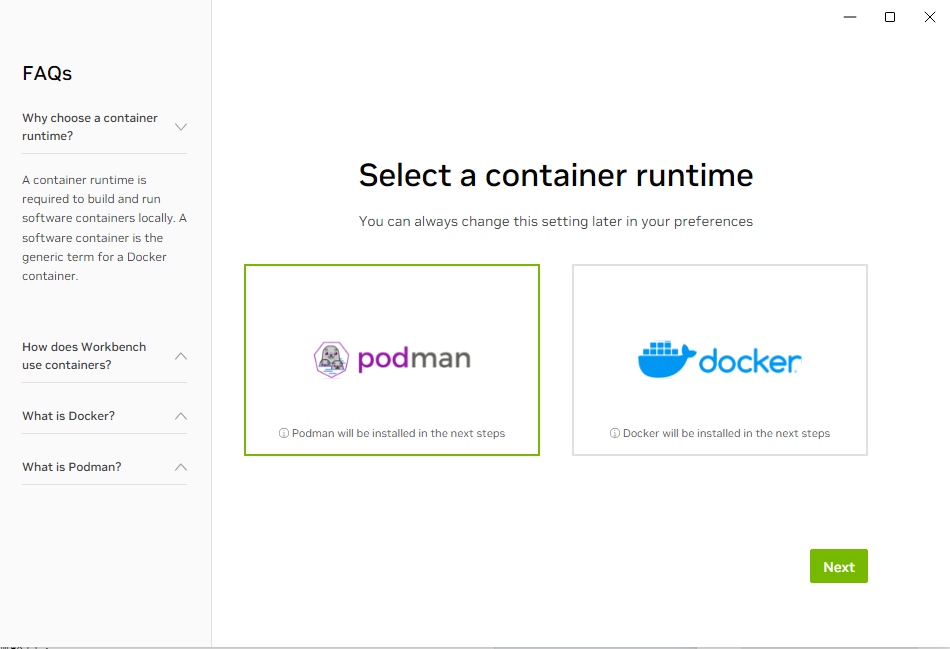 FAQs
Why choose a container
runtime?
A container runtime is
required to build and run
software containers locally. A
software container is the
generic term for a Docker
container.
How does Workbench
use containers?
What is Docker?
What is Podman?
Select a container runtime
You can always change this setting later in your preferences
podman
Podman will be installed in the next steps
docker
Docker will be installed in the next steps
Next